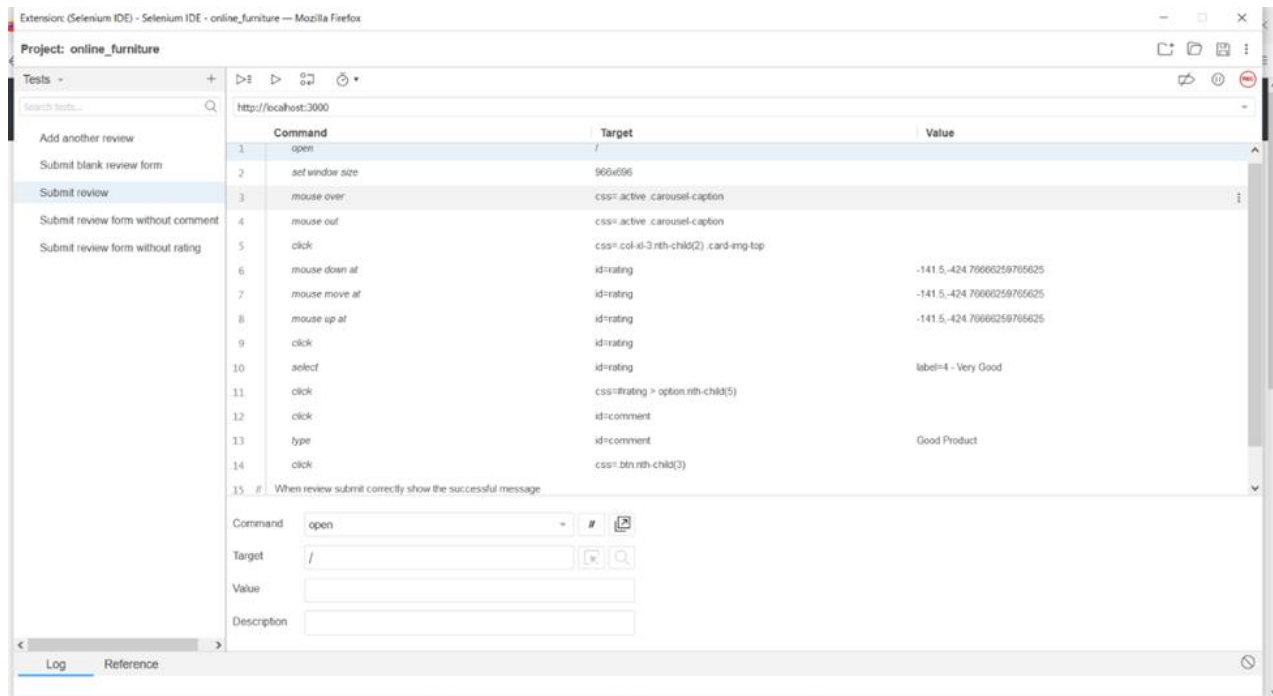 Extension: (Selenium IDE) - Selenium IDE - online_furniture — Mozilla Firefox
Project: online_furniture
Tests
Search tests...
http://localhost:3000
Add another review
Submit blank review form
Submit review
Submit review form without comment
Submit review form without rating
Command Target Value
1 open /
2 set window size 966x696
3 mouse over css=.active .carousel-caption
4 mouse out css=.active .carousel-caption
5 click css=.col-xl-3:nth-child(2) .card-img-top
6 mouse down at id=rating -141.5,-424.76666259765625
7 mouse move at id=rating -141.5,-424.76666259765625
8 mouse up at id=rating -141.5,-424.76666259765625
9 click id=rating
10 select id=rating label=4 - Very Good
11 click css=#rating > option:nth-child(5)
12 click id=comment
13 type id=comment Good Product
14 click css=.btn:nth-child(3)
15 // When review submit correctly show the successful message
Command open //
Target /
Value
Description
Log Reference